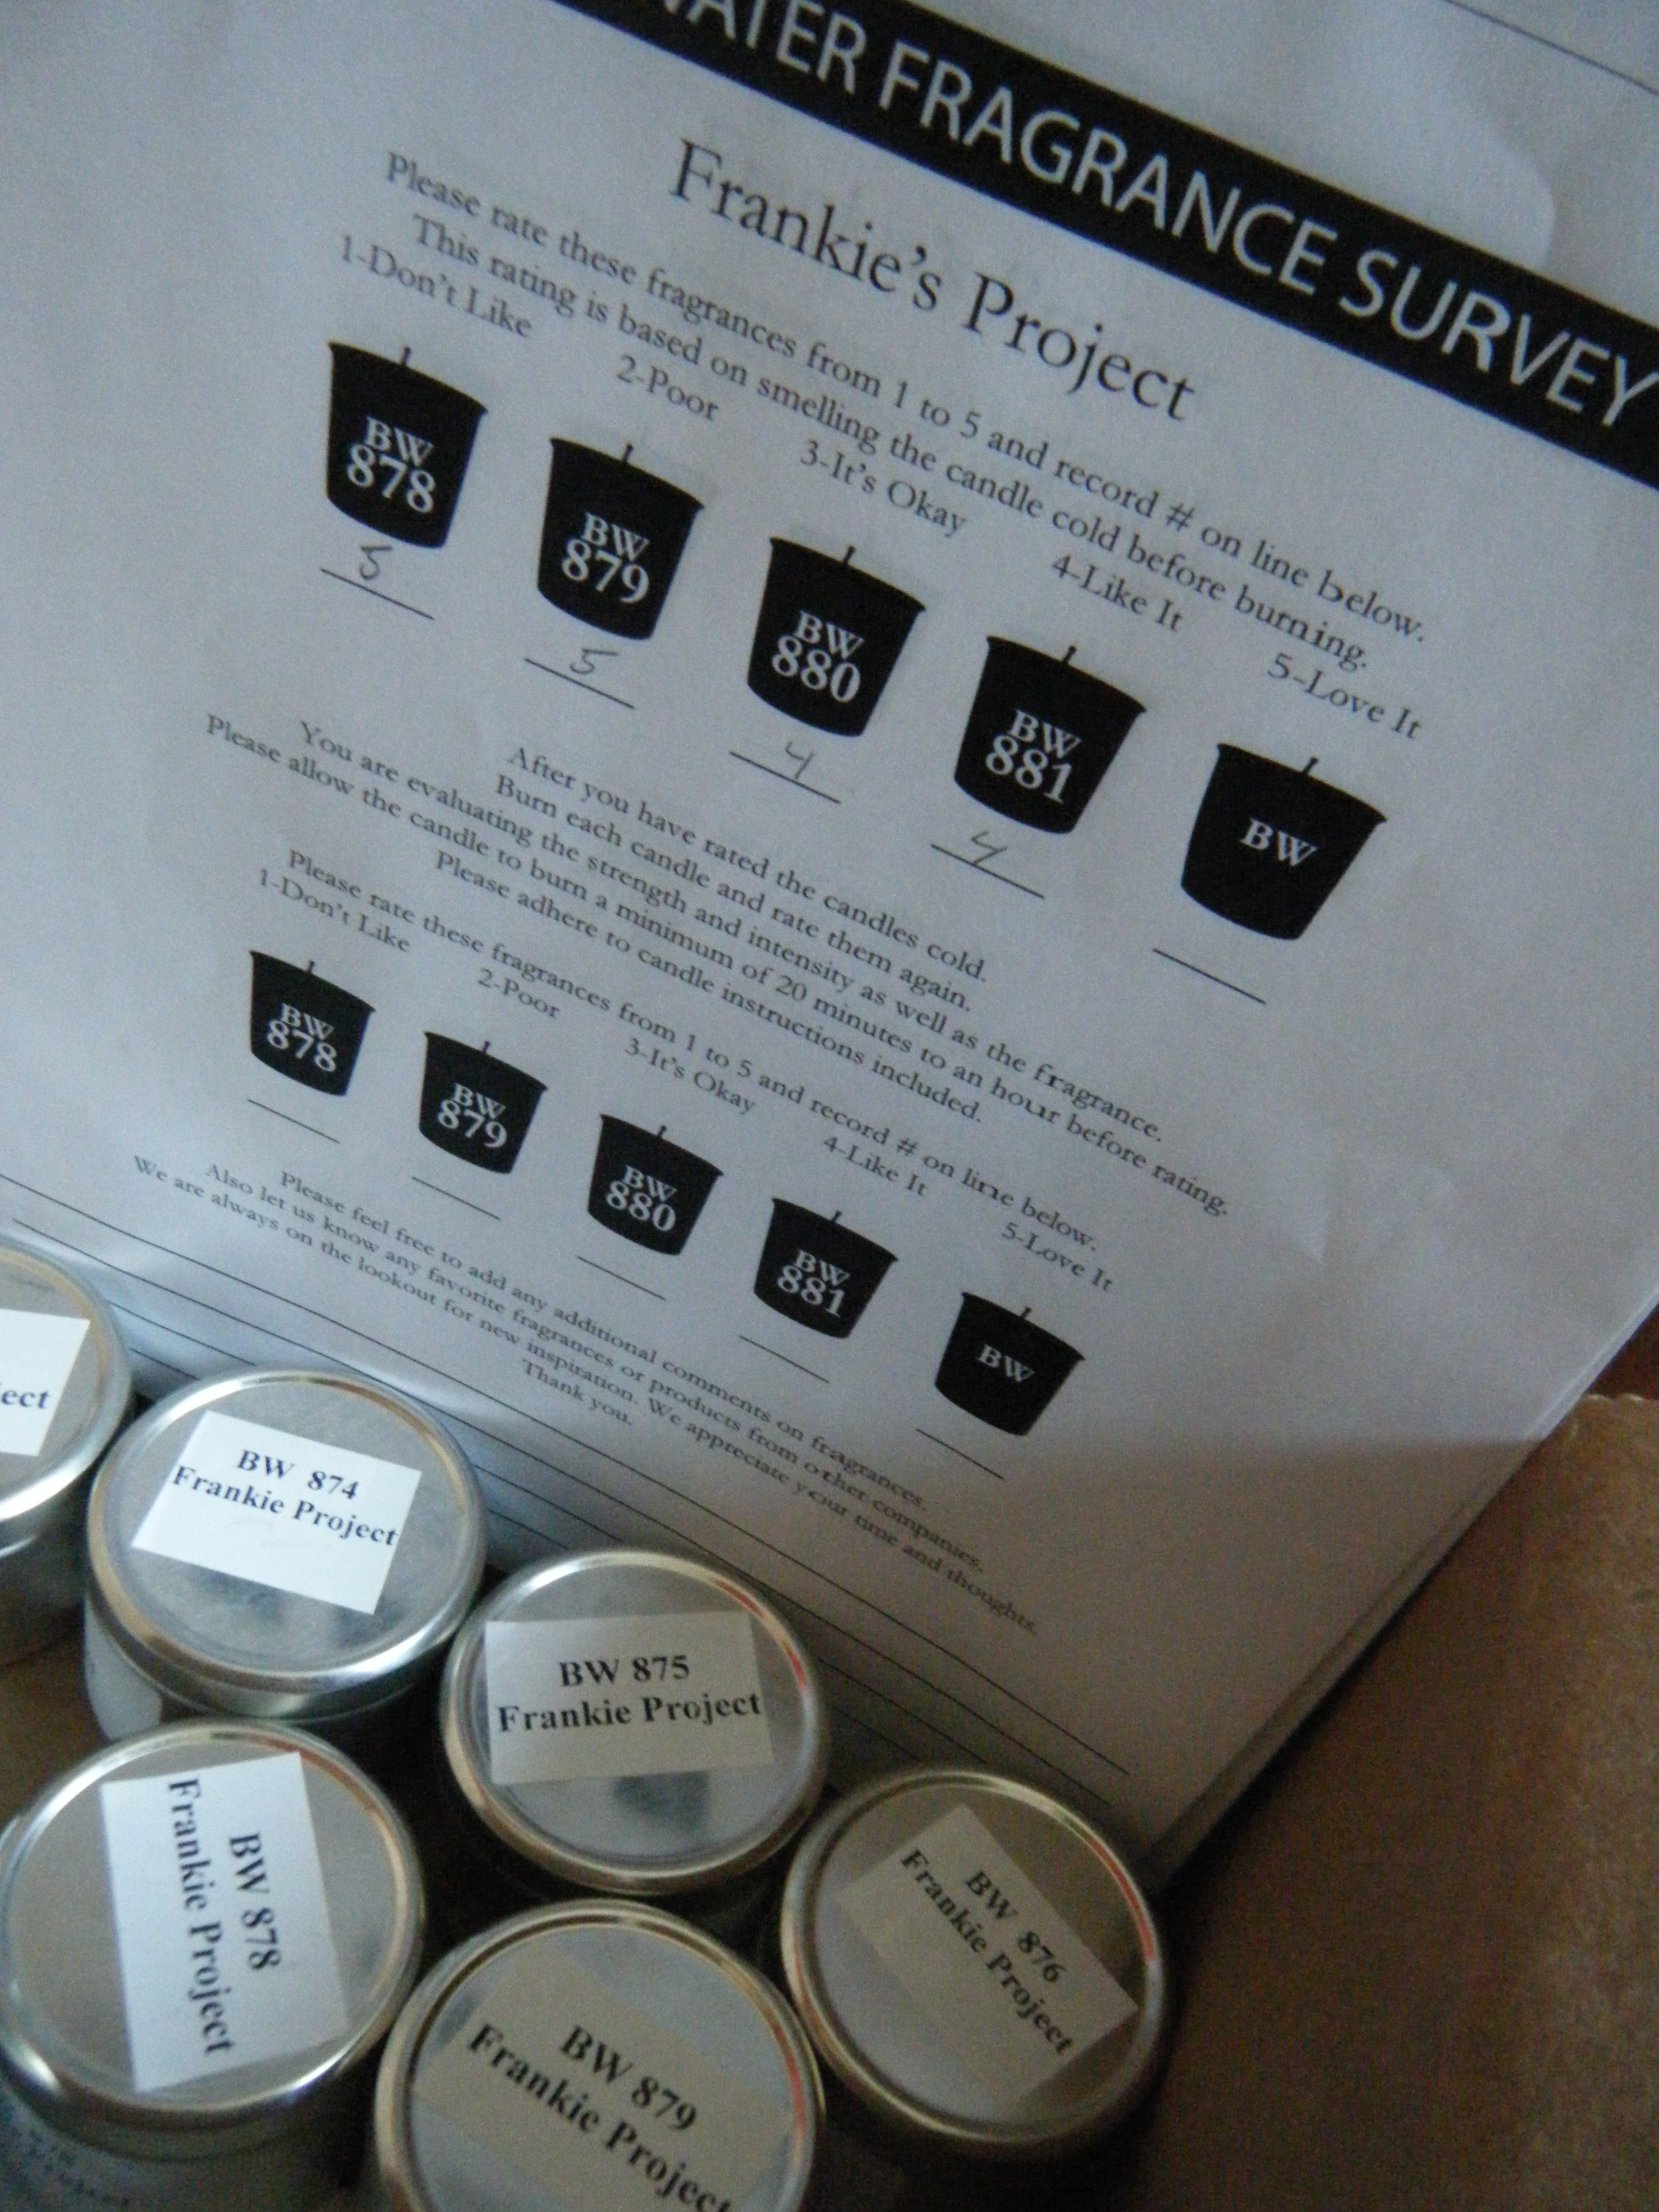 WATER FRAGRANCE SURVEY
Frankie's Project
Please rate these fragrances from 1 to 5 and record # on line below.
This rating is based on smelling the candle cold before burning.
1-Don't Like 2-Poor 3-It's Okay 4-Like It 5-Love It
BW 878
BW 879
BW 880
BW 881
BW
5
5
4
4
After you have rated the candles cold.
Burn each candle and rate them again.
You are evaluating the strength and intensity as well as the fragrance.
Please allow the candle to burn a minimum of 20 minutes to an hour before rating.
Please adhere to candle instructions included.
Please rate these fragrances from 1 to 5 and record # on line below.
1-Don't Like 2-Poor 3-It's Okay 4-Like It 5-Love It
BW 878
BW 879
BW 880
BW 881
BW
Please feel free to add any additional comments on fragrances.
Also let us know any favorite fragrances or products from other companies.
We are always on the lookout for new inspiration. We appreciate your time and thoughts.
Thank you.
ect
BW 874
Frankie Project
BW 875
Frankie Project
BW 876
Frankie Project
BW 878
Frankie Project
BW 879
Frankie Project